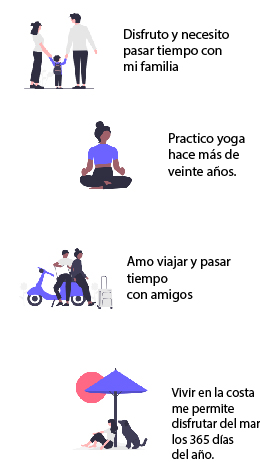 Disfruto y necesito
pasar tiempo con
mi familia
Practico yoga
hace más de
veinte años.
Amo viajar y pasar
tiempo
con amigos
Vivir en la costa
me permite
disfrutar del mar
los 365 días
del año.